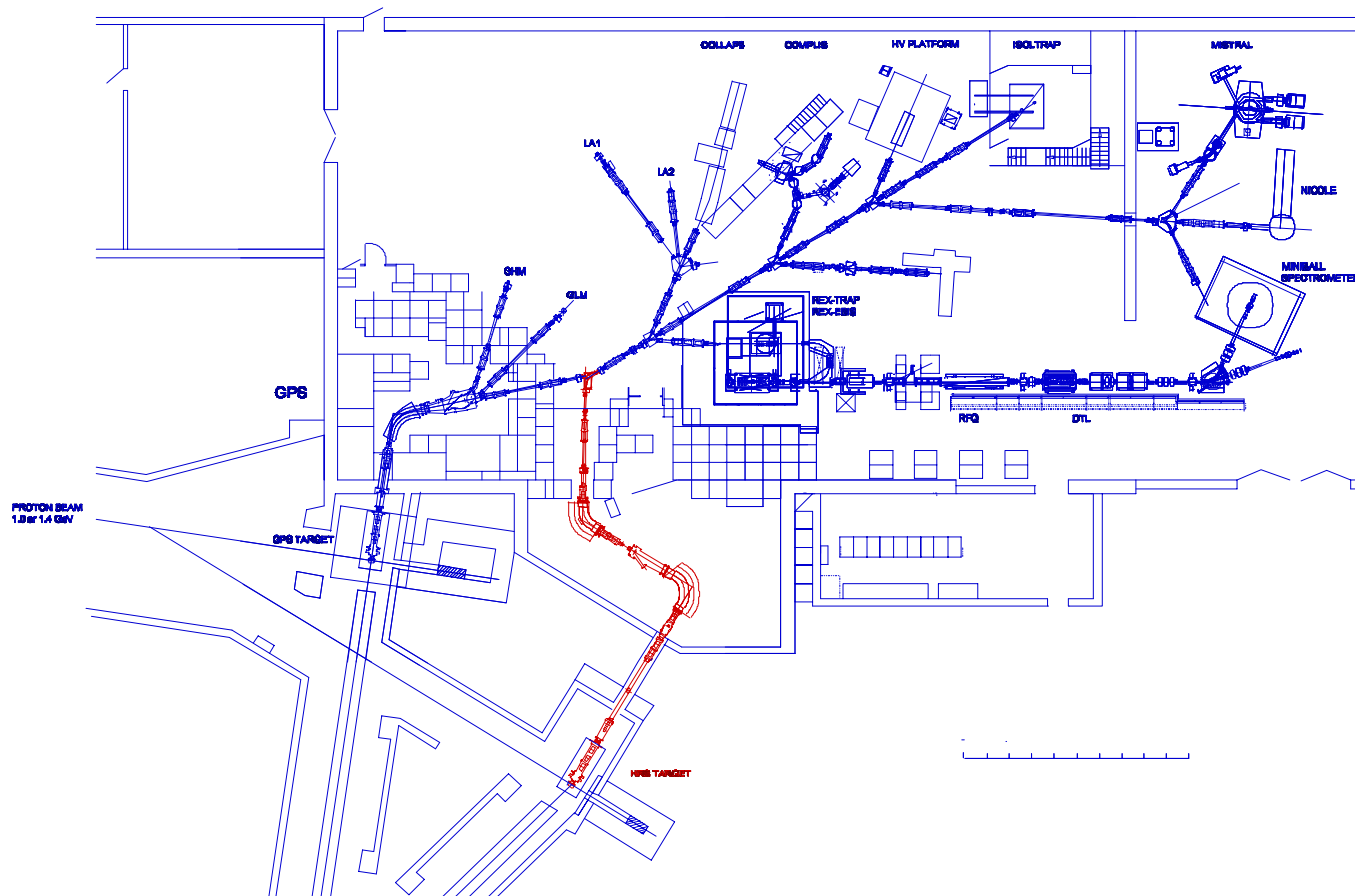 COLLAPS
COMPLIS
HV PLATFORM
ISOLTRAP
MISTRAL
LA1
LA2
NICOLE
GHM
GLM
MINIBALL
SPECTROMETER
REX-TRAP
REX-EBIS
GPS
RFQ
DTL
PROTON BEAM
1.0 or 1.4 GeV
GPS TARGET
HRS TARGET